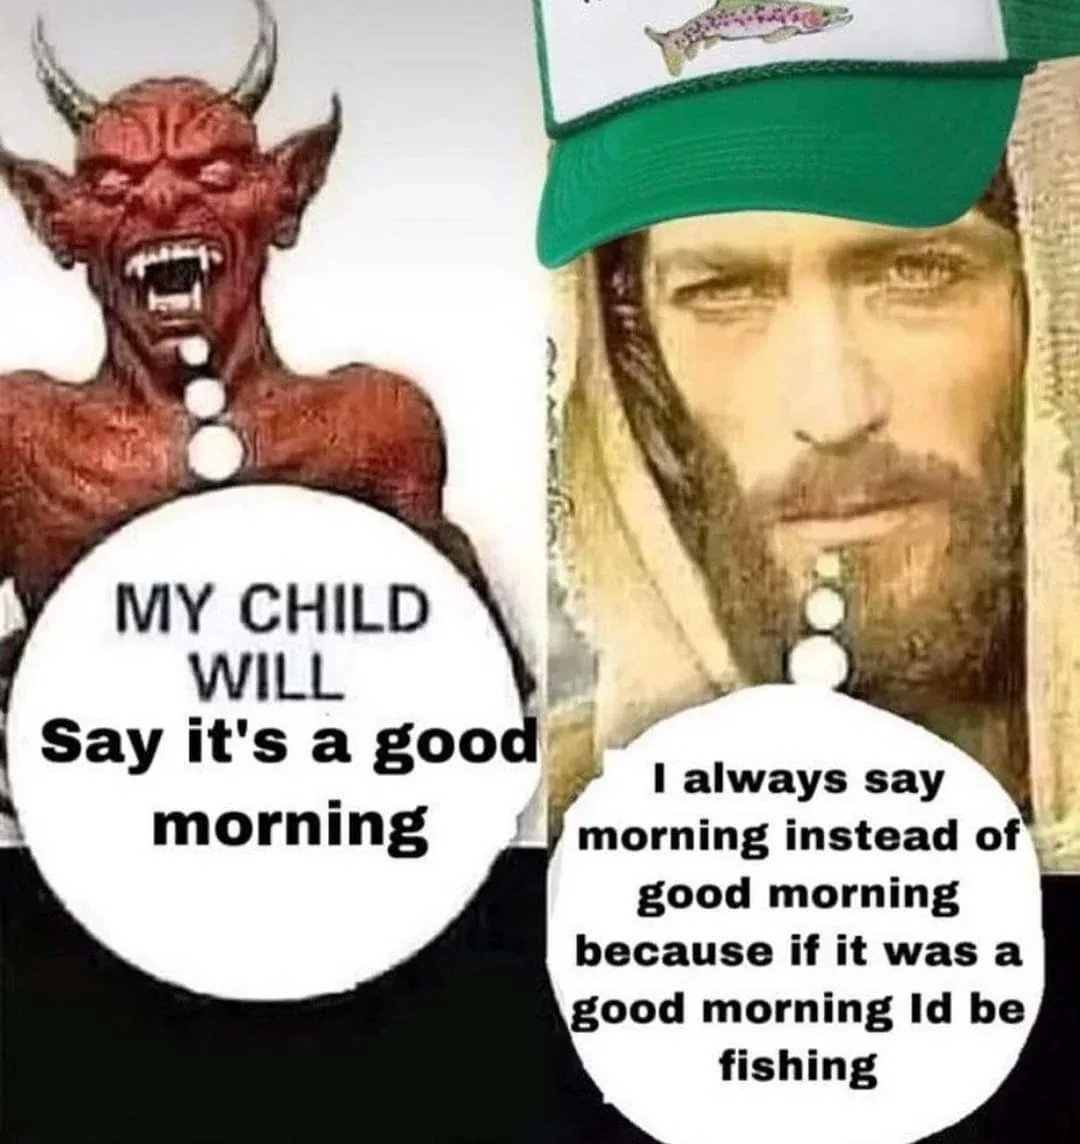 MY CHILD
WILL
Say it's a good
morning
I always say
morning instead of
good morning
because if it was a
good morning Id be
fishing